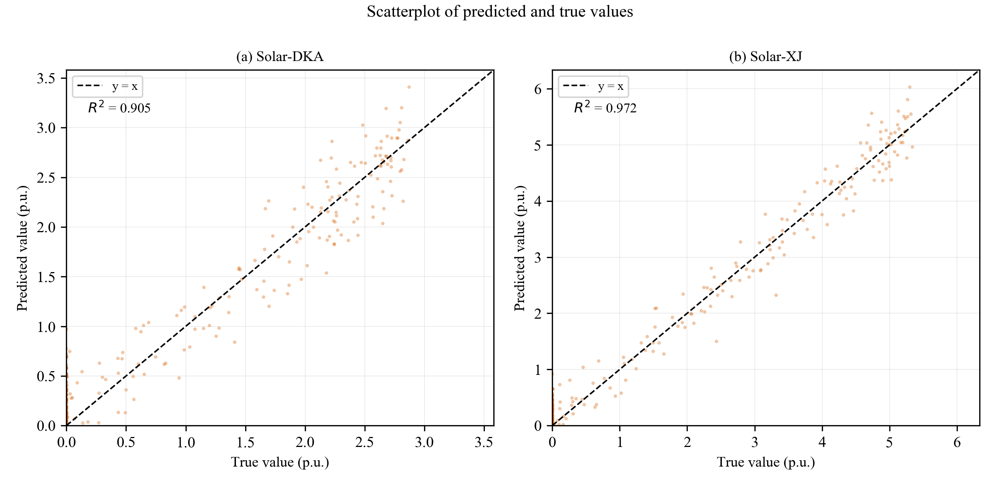 Scatterplot of predicted and true values
(a) Solar-DKA
3.5
3.0
2.5
2.0
1.5
1.0
0.5
0.0
Predicted value (p.u.)
y = x
R² = 0.905
0.0 0.5 1.0 1.5 2.0 2.5 3.0 3.5
True value (p.u.)
(b) Solar-XJ
6
5
4
3
2
1
0
Predicted value (p.u.)
y = x
R² = 0.972
0 1 2 3 4 5 6
True value (p.u.)